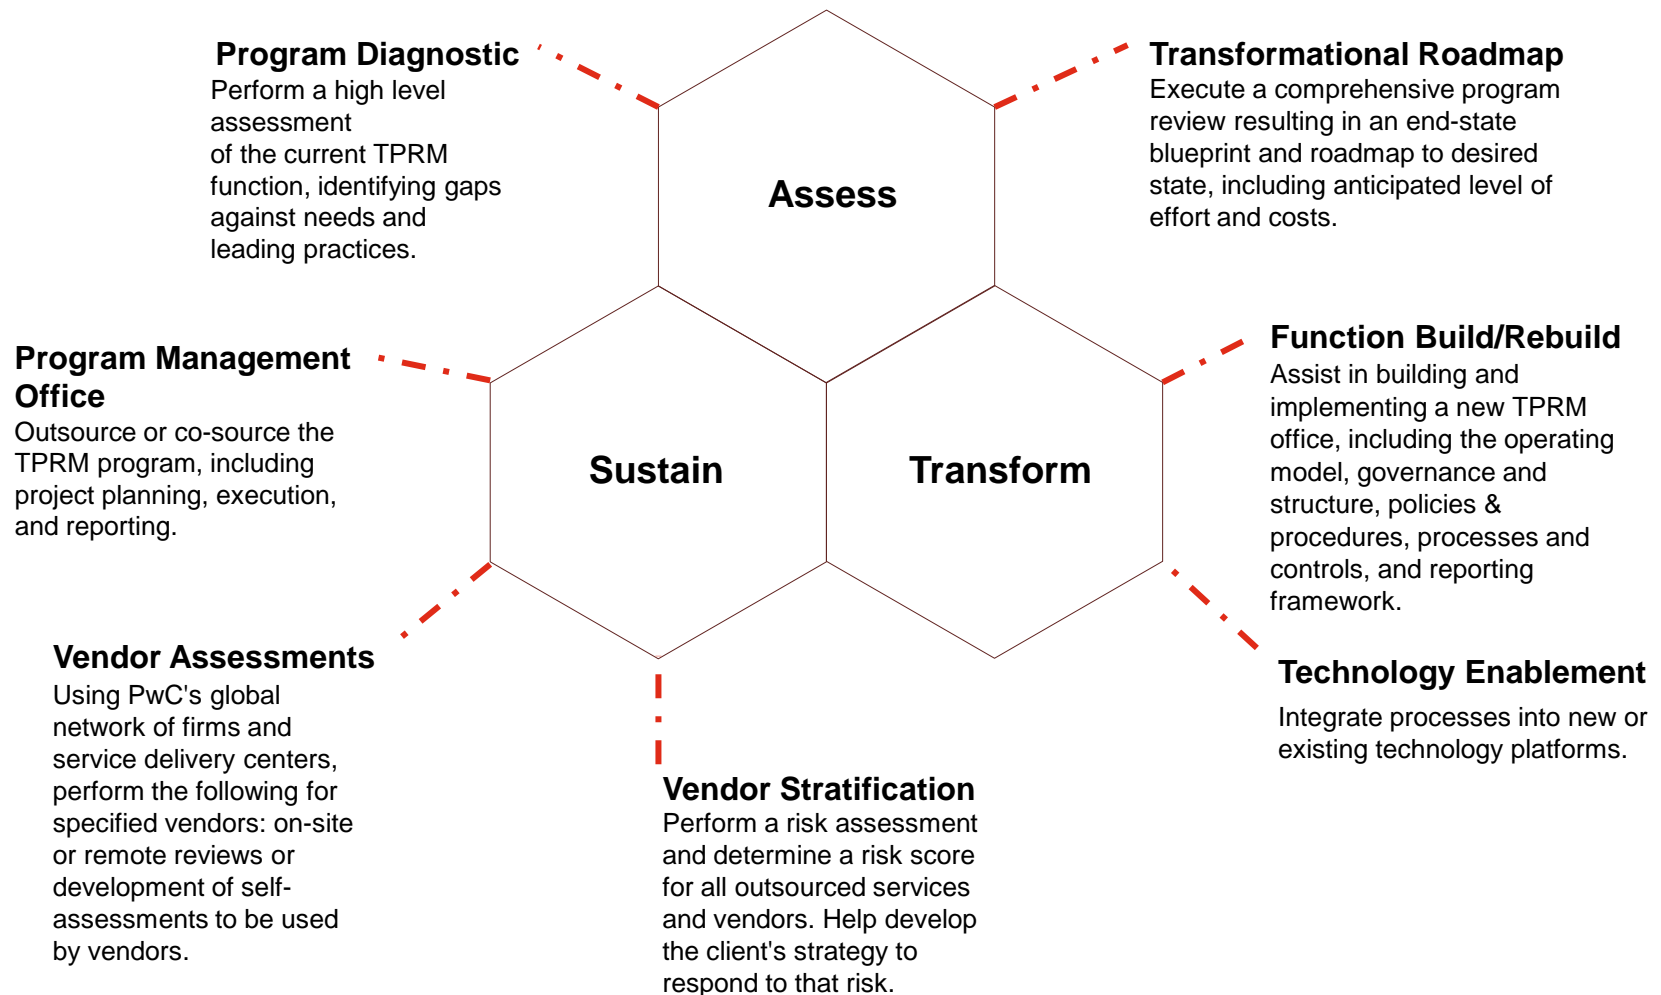 Program Diagnostic
Perform a high level
assessment
of the current TPRM
function, identifying gaps
against needs and
leading practices.
Transformational Roadmap
Execute a comprehensive program
review resulting in an end-state
blueprint and roadmap to desired
state, including anticipated level of
effort and costs.
Assess
Program Management
Office
Outsource or co-source the
TPRM program, including
project planning, execution,
and reporting.
Sustain
Transform
Function Build/Rebuild
Assist in building and
implementing a new TPRM
office, including the operating
model, governance and
structure, policies &
procedures, processes and
controls, and reporting
framework.
Vendor Assessments
Using PwC's global
network of firms and
service delivery centers,
perform the following for
specified vendors: on-site
or remote reviews or
development of self-
assessments to be used
by vendors.
Vendor Stratification
Perform a risk assessment
and determine a risk score
for all outsourced services
and vendors. Help develop
the client's strategy to
respond to that risk.
Technology Enablement
Integrate processes into new or
existing technology platforms.